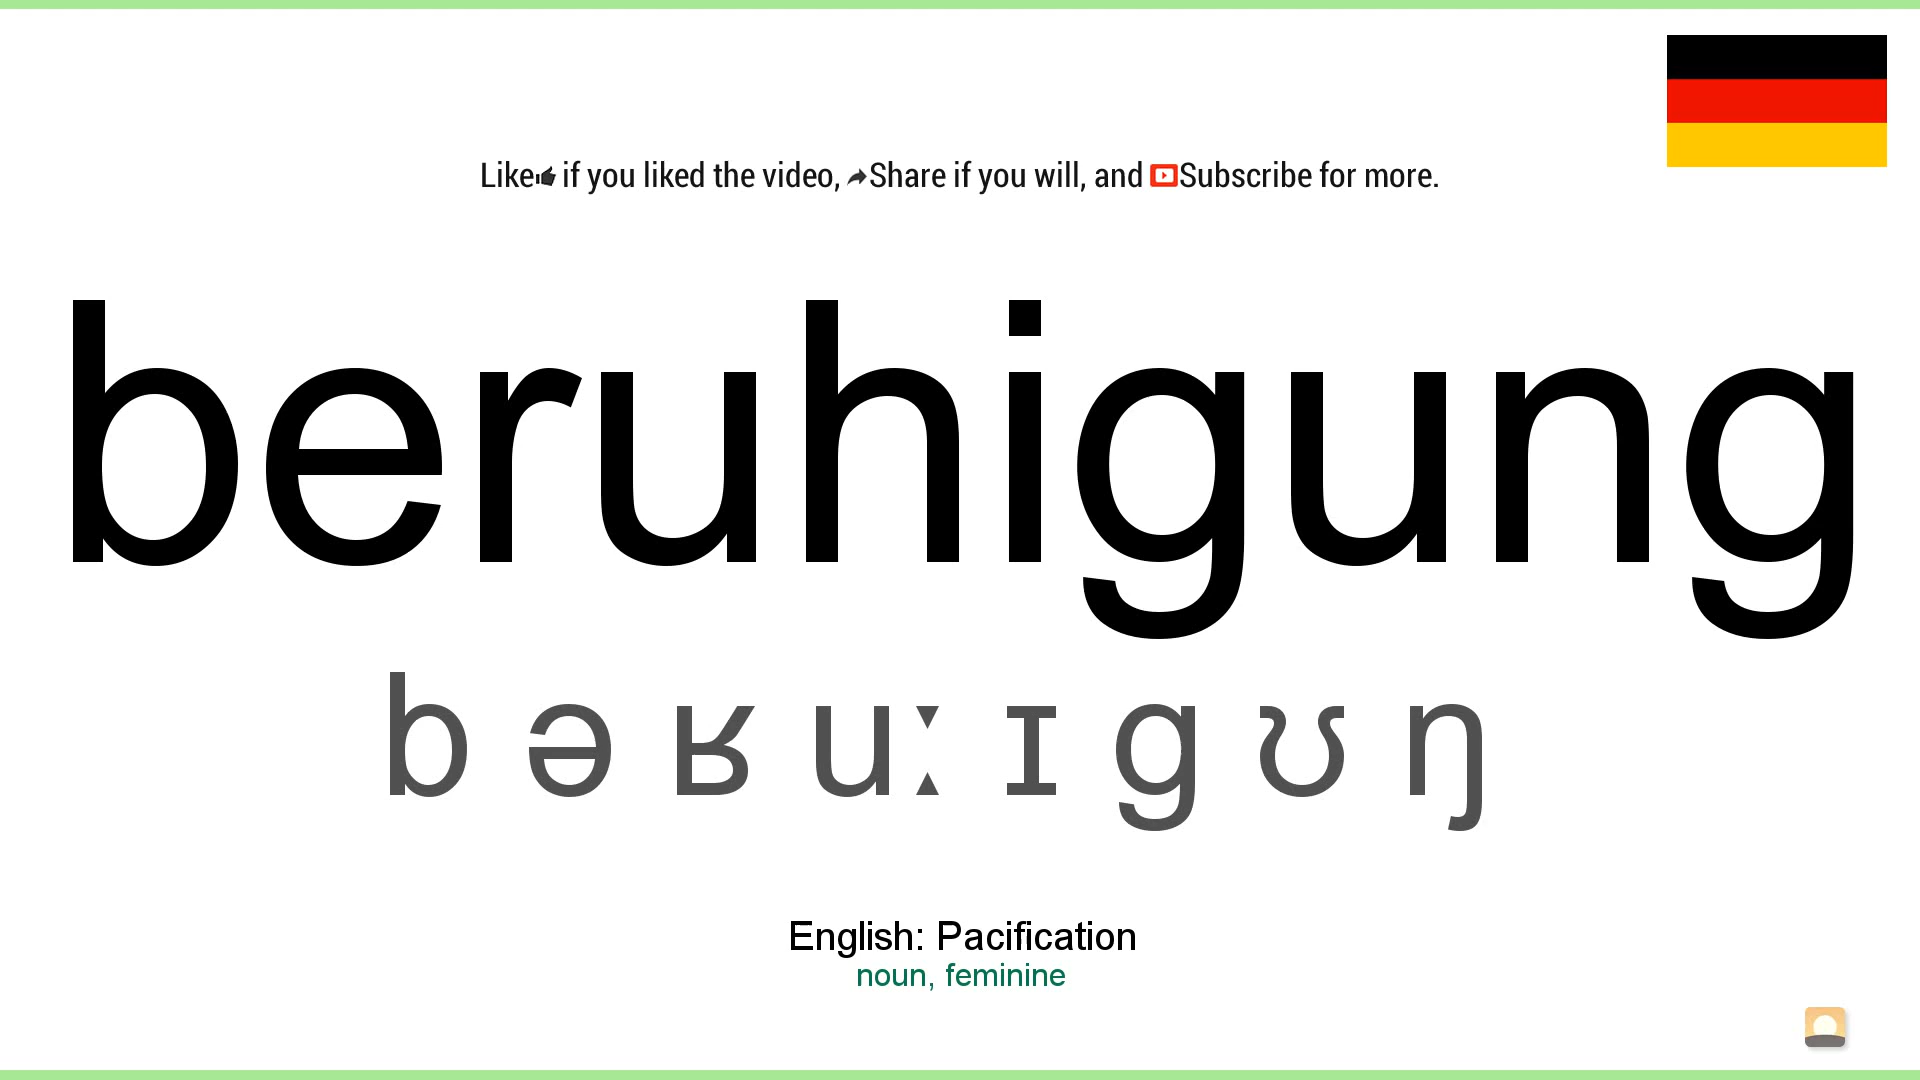 Like if you liked the video, Share if you will, and Subscribe for more.
beruhigung
b ə ʁ uː ɪ g ʊ ŋ
English: Pacification
noun, feminine